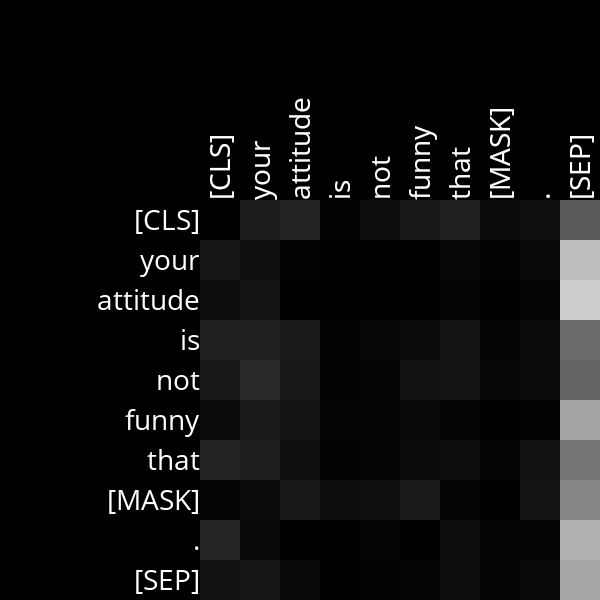 [CLS] your attitude is not funny that [MASK] . [SEP]
[CLS]
your
attitude
is
not
funny
that
[MASK]
.
[SEP]